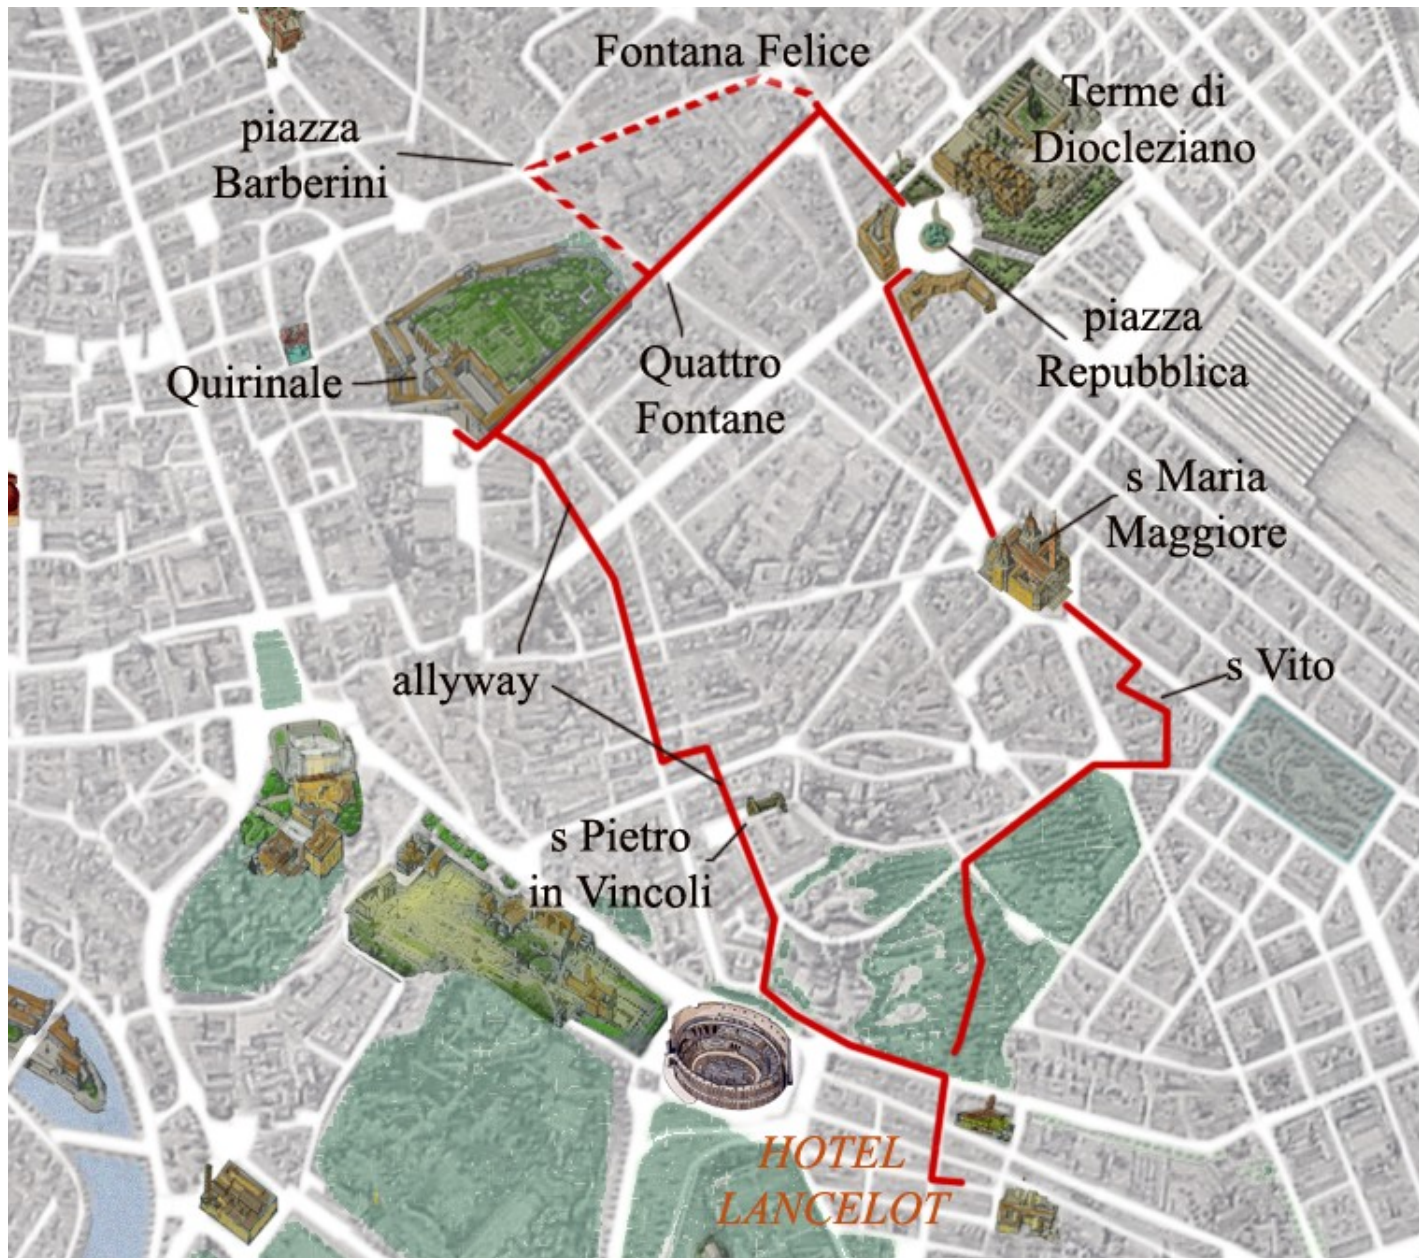 Fontana Felice
Terme di
Diocleziano
piazza
Barberini
piazza
Repubblica
Quirinale
Quattro
Fontane
s Maria
Maggiore
allyway
s Vito
s Pietro
in Vincoli
HOTEL
LANCELOT